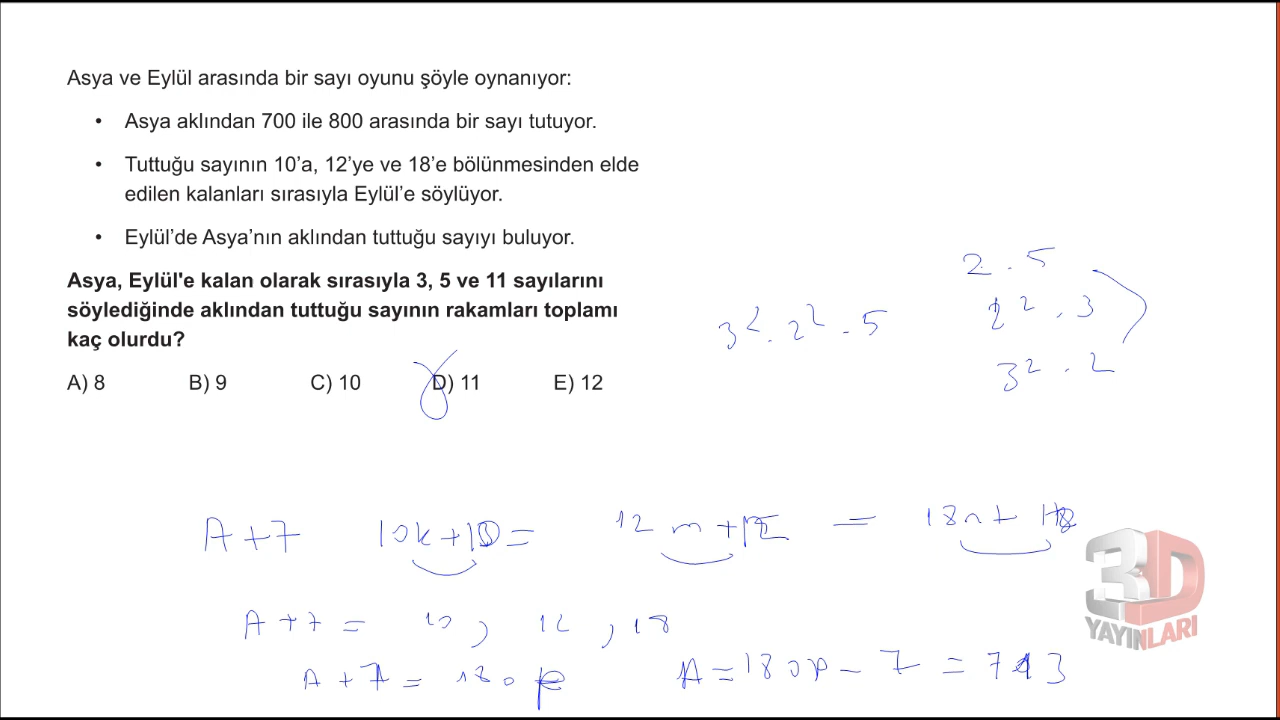 Asya ve Eylül arasında bir sayı oyunu şöyle oynanıyor:
• Asya aklından 700 ile 800 arasında bir sayı tutuyor.
• Tuttuğu sayının 10’a, 12’ye ve 18’e bölünmesinden elde
edilen kalanları sırasıyla Eylül’e söylüyor.
• Eylül’de Asya’nın aklından tuttuğu sayıyı buluyor.
Asya, Eylül'e kalan olarak sırasıyla 3, 5 ve 11 sayılarını
söylediğinde aklından tuttuğu sayının rakamları toplamı
kaç olurdu?
A) 8 B) 9 C) 10 D) 11 E) 12
2 . 5
2² . 3
3² . 2
3² . 2² . 5
A+7 10k+10= 12m+12 = 18n+18
A+7= 10, 12, 18
A+7= 180p A=180p-7=713
3D
YAYINLARI